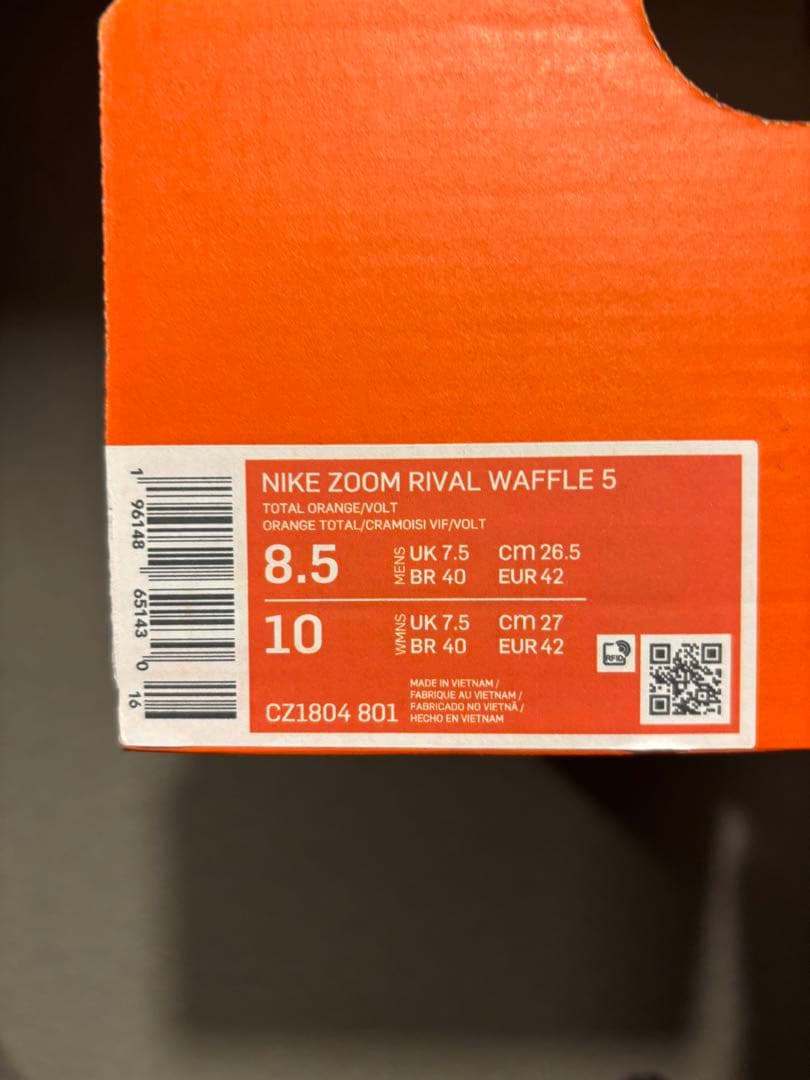 NIKE ZOOM RIVAL WAFFLE 5
TOTAL ORANGE/VOLT
ORANGE TOTAL/CRAMOISI VIF/VOLT
8.5
MENS
UK 7.5 cm 26.5
BR 40 EUR 42
10
WMNS
UK 7.5 cm 27
BR 40 EUR 42
RFID
CZ1804 801
MADE IN VIETNAM /
FABRIQUE AU VIETNAM /
FABRICADO NO VIETNÃ /
HECHO EN VIETNAM
1 96148 65143 0 16